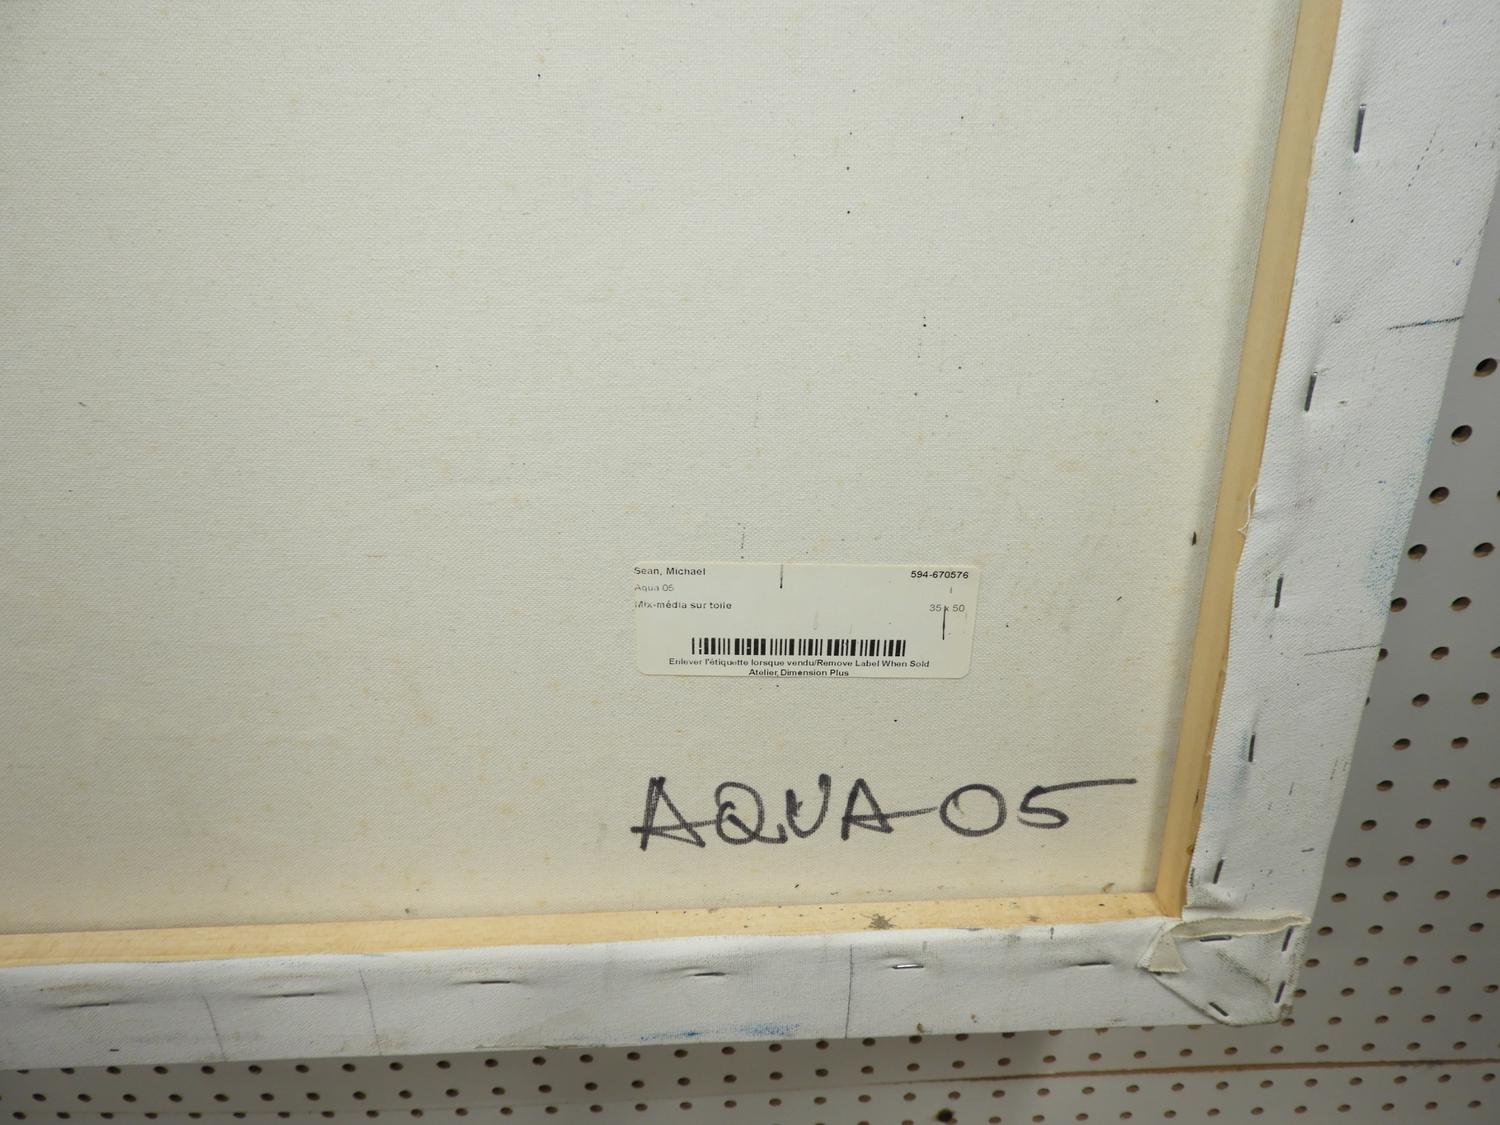 Sean, Michael 594-670576
Aqua 05
Mix-média sur toile 35 x 50
Enlever l'étiquette lorsque vendu/Remove Label When Sold
Atelier Dimension Plus
AQUA 05